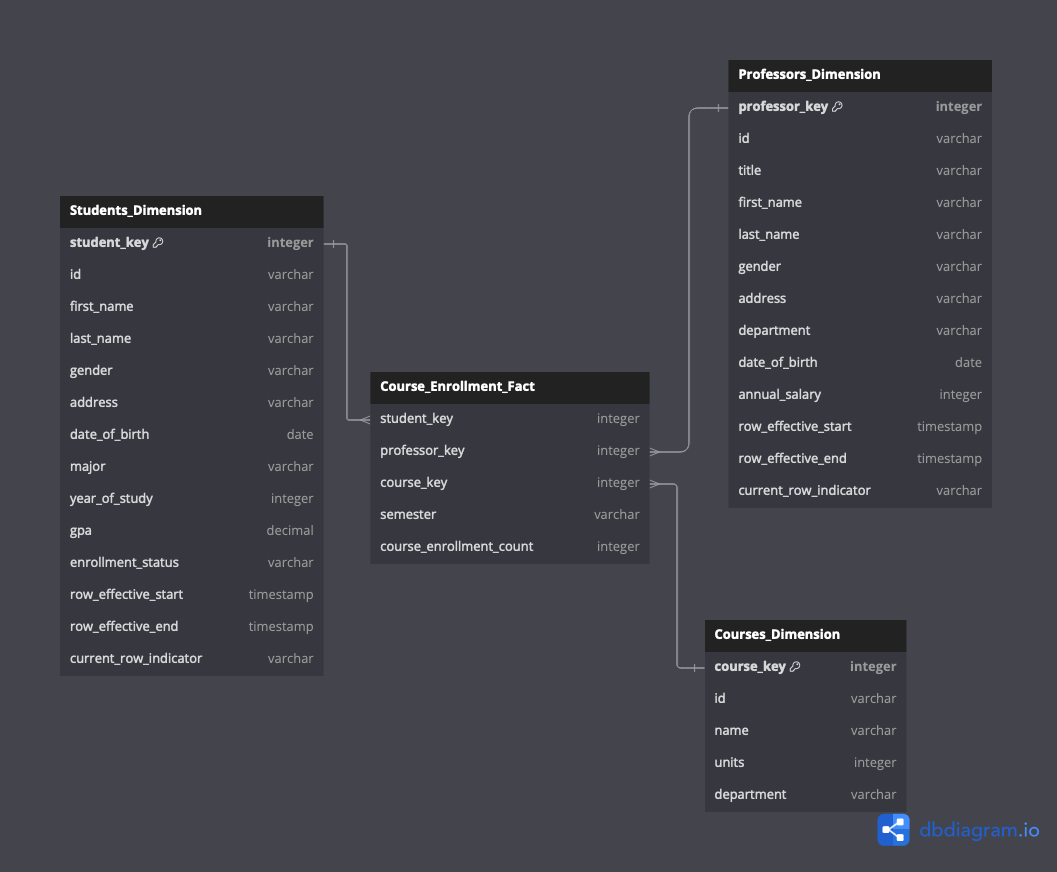 Students_Dimension
student_key integer
id varchar
first_name varchar
last_name varchar
gender varchar
address varchar
date_of_birth date
major varchar
year_of_study integer
gpa decimal
enrollment_status varchar
row_effective_start timestamp
row_effective_end timestamp
current_row_indicator varchar
Course_Enrollment_Fact
student_key integer
professor_key integer
course_key integer
semester varchar
course_enrollment_count integer
Professors_Dimension
professor_key integer
id varchar
title varchar
first_name varchar
last_name varchar
gender varchar
address varchar
department varchar
date_of_birth date
annual_salary integer
row_effective_start timestamp
row_effective_end timestamp
current_row_indicator varchar
Courses_Dimension
course_key integer
id varchar
name varchar
units integer
department varchar
dbdiagram.io